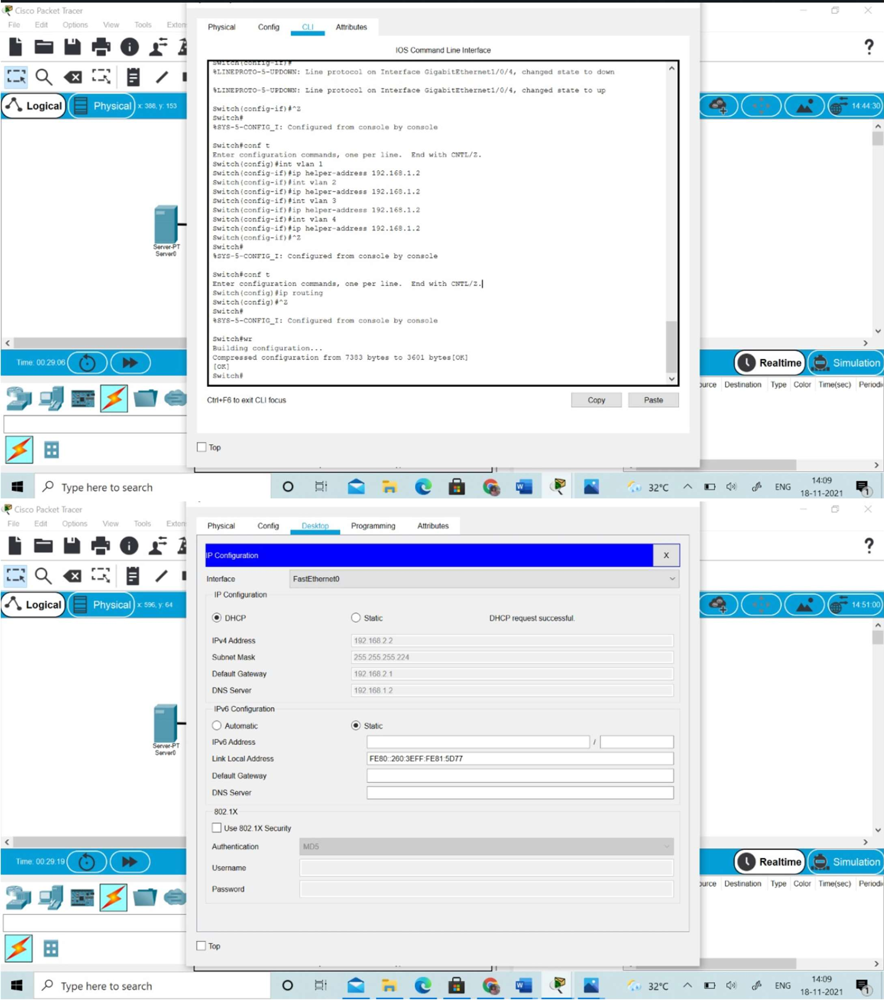 Cisco Packet Tracer
File Edit Options View Tools Exten
Physical Config CLI Attributes
IOS Command Line Interface
Logical Physical x: 388, y: 153
14:44:30
Switch(config-if)#
%LINEPROTO-5-UPDOWN: Line protocol on Interface GigabitEthernet1/0/4, changed state to down
%LINEPROTO-5-UPDOWN: Line protocol on Interface GigabitEthernet1/0/4, changed state to up
Switch(config-if)#^Z
Switch#
%SYS-5-CONFIG_I: Configured from console by console
Switch#conf t
Enter configuration commands, one per line.  End with CNTL/Z.
Switch(config)#int vlan 1
Switch(config-if)#ip helper-address 192.168.1.2
Switch(config-if)#int vlan 2
Switch(config-if)#ip helper-address 192.168.1.2
Switch(config-if)#int vlan 3
Switch(config-if)#ip helper-address 192.168.1.2
Switch(config-if)#int vlan 4
Switch(config-if)#ip helper-address 192.168.1.2
Switch(config-if)#^Z
Switch#
%SYS-5-CONFIG_I: Configured from console by console
Switch#conf t
Enter configuration commands, one per line.  End with CNTL/Z.
Switch(config)#ip routing
Switch(config)#^Z
Switch#
%SYS-5-CONFIG_I: Configured from console by console
Switch#wr
Building configuration...
Compressed configuration from 7383 bytes to 3601 bytes[OK]
[OK]
Switch#
Server-PT
Server0
Time: 00:29:06
Realtime Simulation
ource Destination Type Color Time(sec) Periodi
Ctrl+F6 to exit CLI focus
Copy Paste
Top
Type here to search
32°C ENG 14:09
18-11-2021 1
Cisco Packet Tracer
File Edit Options View Tools Exten
Physical Config Desktop Programming Attributes
IP Configuration X
Interface FastEthernet0
Logical Physical x: 596, y: 64
14:51:00
IP Configuration
DHCP Static DHCP request successful.
IPv4 Address 192.168.2.2
Subnet Mask 255.255.255.224
Default Gateway 192.168.2.1
DNS Server 192.168.1.2
IPv6 Configuration
Automatic Static
IPv6 Address /
Link Local Address FE80::260:3EFF:FE81:5D77
Default Gateway
DNS Server
Server-PT
Server0
802.1X
Use 802.1X Security
Authentication MD5
Username
Password
Time: 00:29:19
Realtime Simulation
ource Destination Type Color Time(sec) Periodi
Top
Type here to search
32°C ENG 14:09
18-11-2021 1